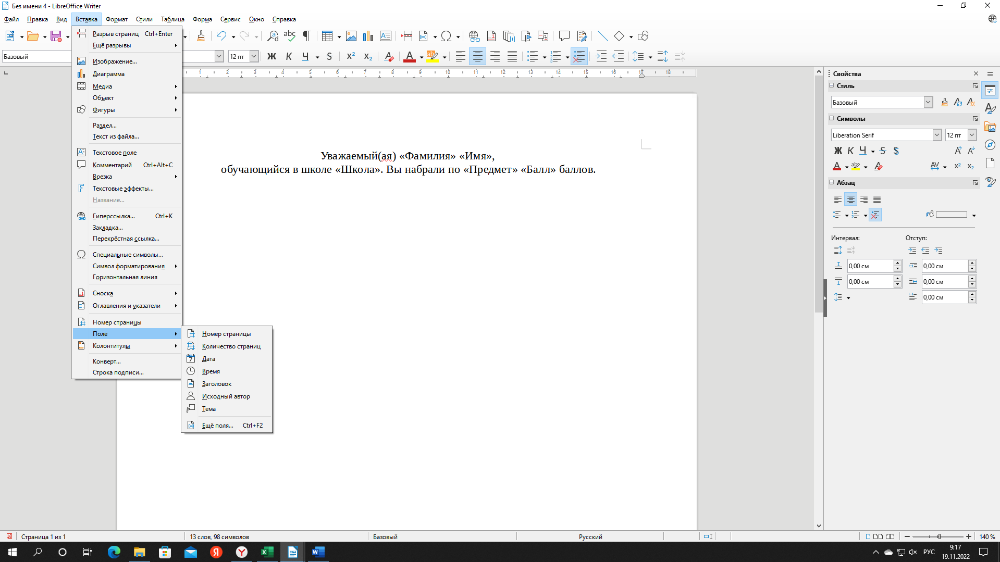 Без имени 4 - LibreOffice Writer
Файл Правка Вид Вставка Формат Стили Таблица Форма Сервис Окно Справка
Базовый
12 пт
Ж К Ч S X² X₂ A
1 2 3 4 5 6 7 8 9 10 11 12 13 14 15 16 17 18
Разрыв страниц Ctrl+Enter
Ещё разрывы
Изображение...
Диаграмма
Медиа
Объект
Фигуры
Раздел...
Текст из файла...
Текстовое поле
Комментарий Ctrl+Alt+C
Врезка
Текстовые эффекты...
Название...
Гиперссылка... Ctrl+K
Закладка...
Перекрёстная ссылка...
Специальные символы...
Символ форматирования
Горизонтальная линия
Сноска
Оглавления и указатели
Номер страницы
Поле
Колонтитулы
Конверт...
Строка подписи...
Номер страницы
Количество страниц
Дата
Время
Заголовок
Исходный автор
Тема
Ещё поля... Ctrl+F2
Уважаемый(ая) «Фамилия» «Имя»,
обучающийся в школе «Школа». Вы набрали по «Предмет» «Балл» баллов.
Свойства
Стиль
Базовый
Символы
Liberation Serif 12 пт
Ж К Ч S S
Абзац
Интервал: Отступ:
0,00 см 0,00 см
0,00 см 0,00 см
0,00 см
Страница 1 из 1 13 слов, 98 символов Базовый Русский 140 %
РУС
9:17
19.11.2022